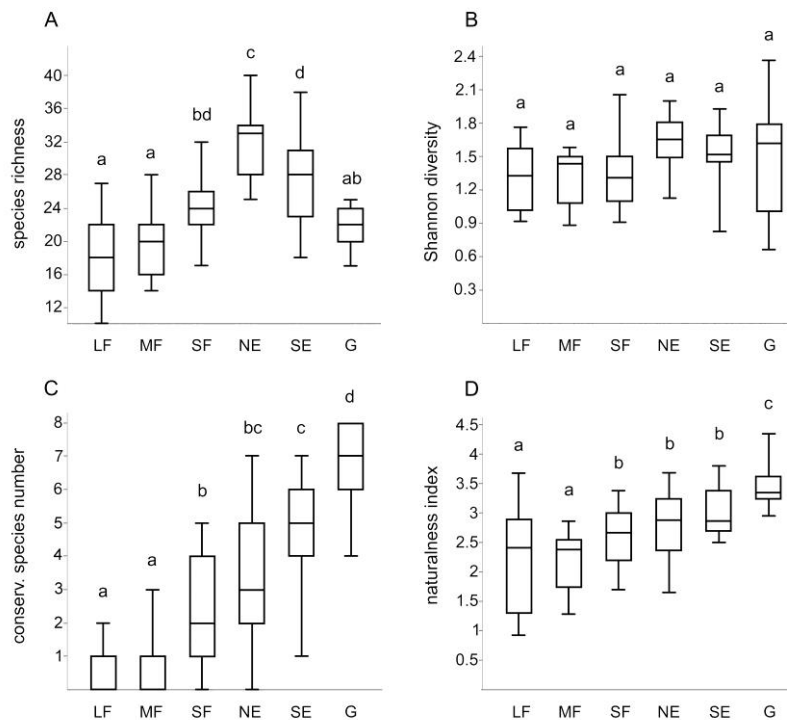 A
species richness
40
36
32
28
24
20
16
12
a
a
bd
c
d
ab
LF MF SF NE SE G
B
Shannon diversity
2.4
2.1
1.8
1.5
1.2
0.9
0.6
0.3
a
a
a
a
a
a
LF MF SF NE SE G
C
conserv. species number
8
7
6
5
4
3
2
1
a
a
b
bc
c
d
LF MF SF NE SE G
D
naturalness index
4.5
4
3.5
3
2.5
2
1.5
1
0.5
a
a
b
b
b
c
LF MF SF NE SE G